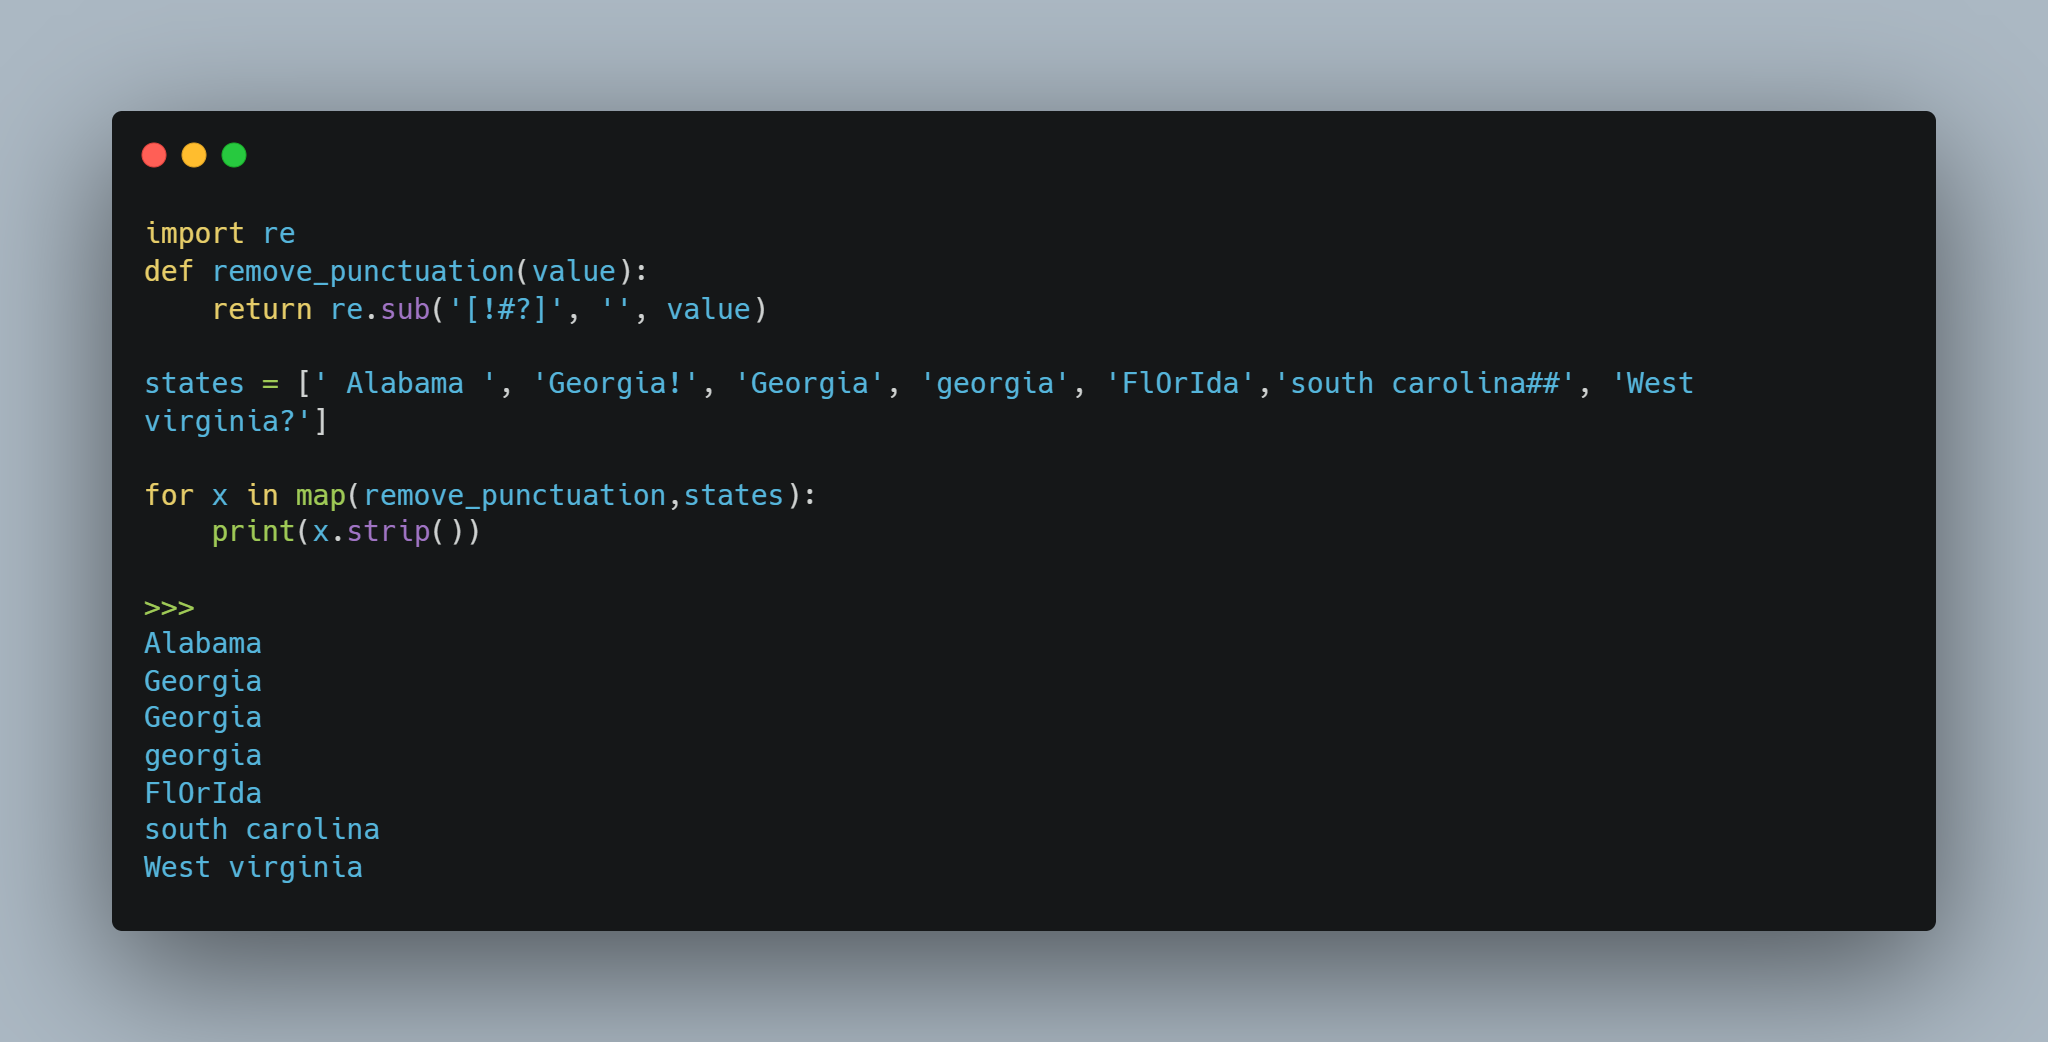 import re
def remove_punctuation(value):
    return re.sub('[!#?]', '', value)
states = [' Alabama ', 'Georgia!', 'Georgia', 'georgia', 'FlOrIda','south carolina##', 'West
virginia?']
for x in map(remove_punctuation,states):
    print(x.strip())
>>>
Alabama
Georgia
Georgia
georgia
FlOrIda
south carolina
West virginia